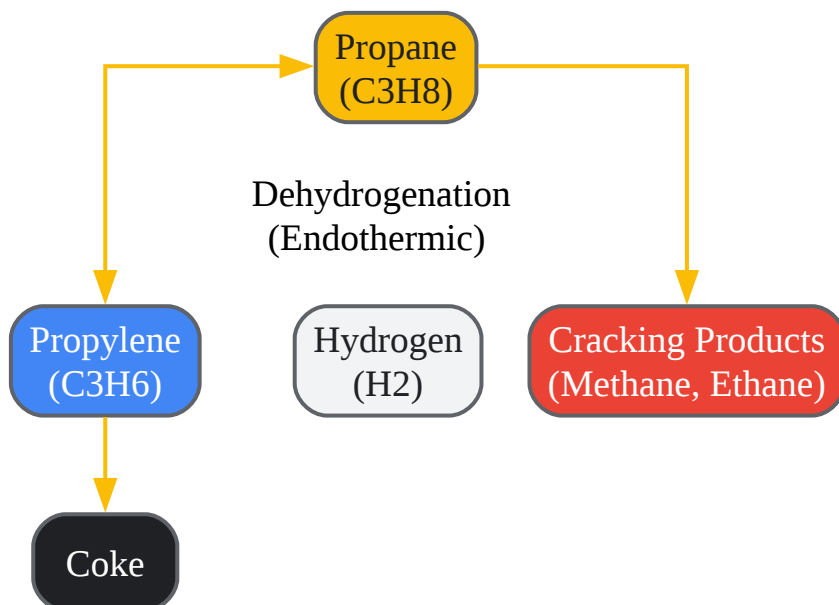 Propane
(C3H8)
Dehydrogenation
(Endothermic)
Propylene
(C3H6)
Hydrogen
(H2)
Cracking Products
(Methane, Ethane)
Coke